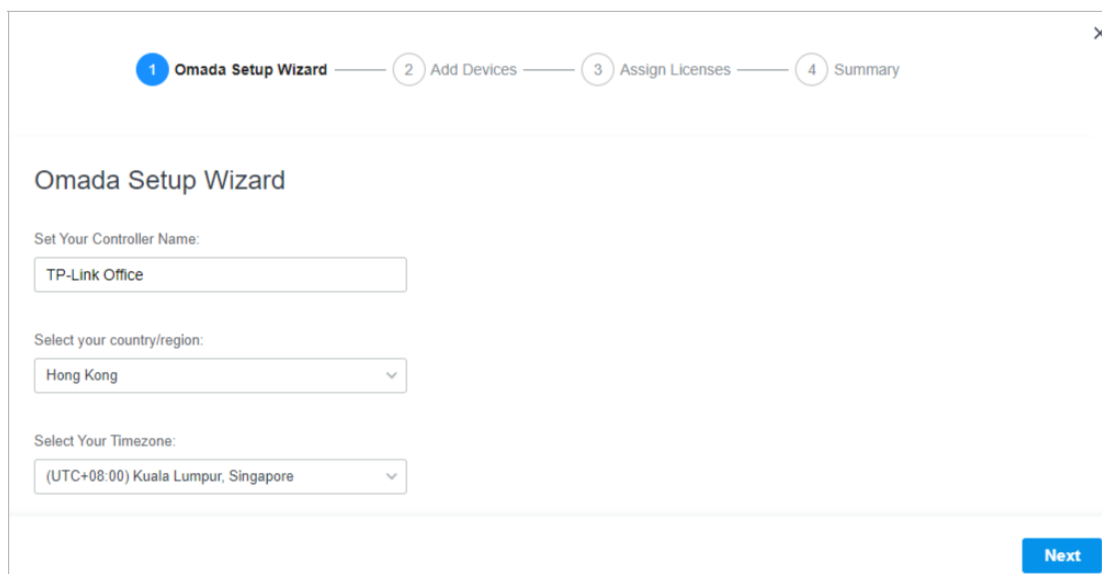 1 Omada Setup Wizard 2 Add Devices 3 Assign Licenses 4 Summary
Omada Setup Wizard
Set Your Controller Name:
TP-Link Office
Select your country/region:
Hong Kong
Select Your Timezone:
(UTC+08:00) Kuala Lumpur, Singapore
Next